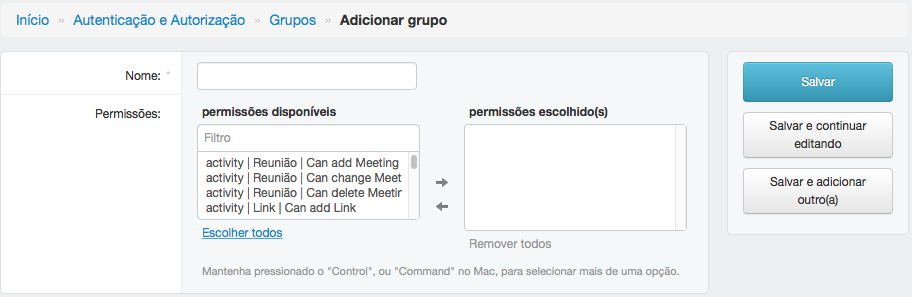 Início » Autenticação e Autorização » Grupos » Adicionar grupo
Nome: *
Permissões:
permissões disponíveis
Filtro
activity | Reunião | Can add Meeting
activity | Reunião | Can change Meet
activity | Reunião | Can delete Meetin
activity | Link | Can add Link
Escolher todos
permissões escolhido(s)
Remover todos
Mantenha pressionado o "Control", ou "Command" no Mac, para selecionar mais de uma opção.
Salvar
Salvar e continuar
editando
Salvar e adicionar
outro(a)